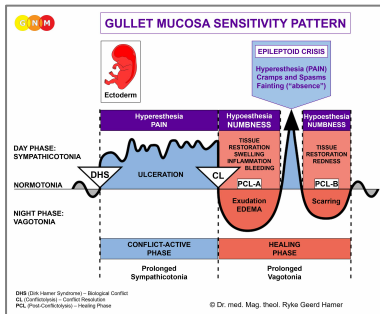 GNM
GULLET MUCOSA SENSITIVITY PATTERN
EPILEPTOID CRISIS
Hyperesthesia (PAIN)
Cramps and Spasms
Fainting ("absence")
Ectoderm
Hyperesthesia
PAIN
Hypoesthesia
NUMBNESS
Hypoesthesia
NUMBNESS
DAY PHASE:
SYMPATHICOTONIA
TISSUE
RESTORATION
SWELLING
INFLAMMATION
BLEEDING
TISSUE
RESTORATION
REDNESS
DHS
ULCERATION
CL
PCL-A
PCL-B
NORMOTONIA
NIGHT PHASE:
VAGOTONIA
Exudation
EDEMA
Scarring
CONFLICT-ACTIVE
PHASE
HEALING
PHASE
Prolonged
Sympathicotonia
Prolonged
Vagotonia
DHS (Dirk Hamer Syndrome) – Biological Conflict
CL (Conflictolysis) – Conflict Resolution
PCL (Post-Conflictolysis) – Healing Phase
© Dr. med. Mag. theol. Ryke Geerd Hamer